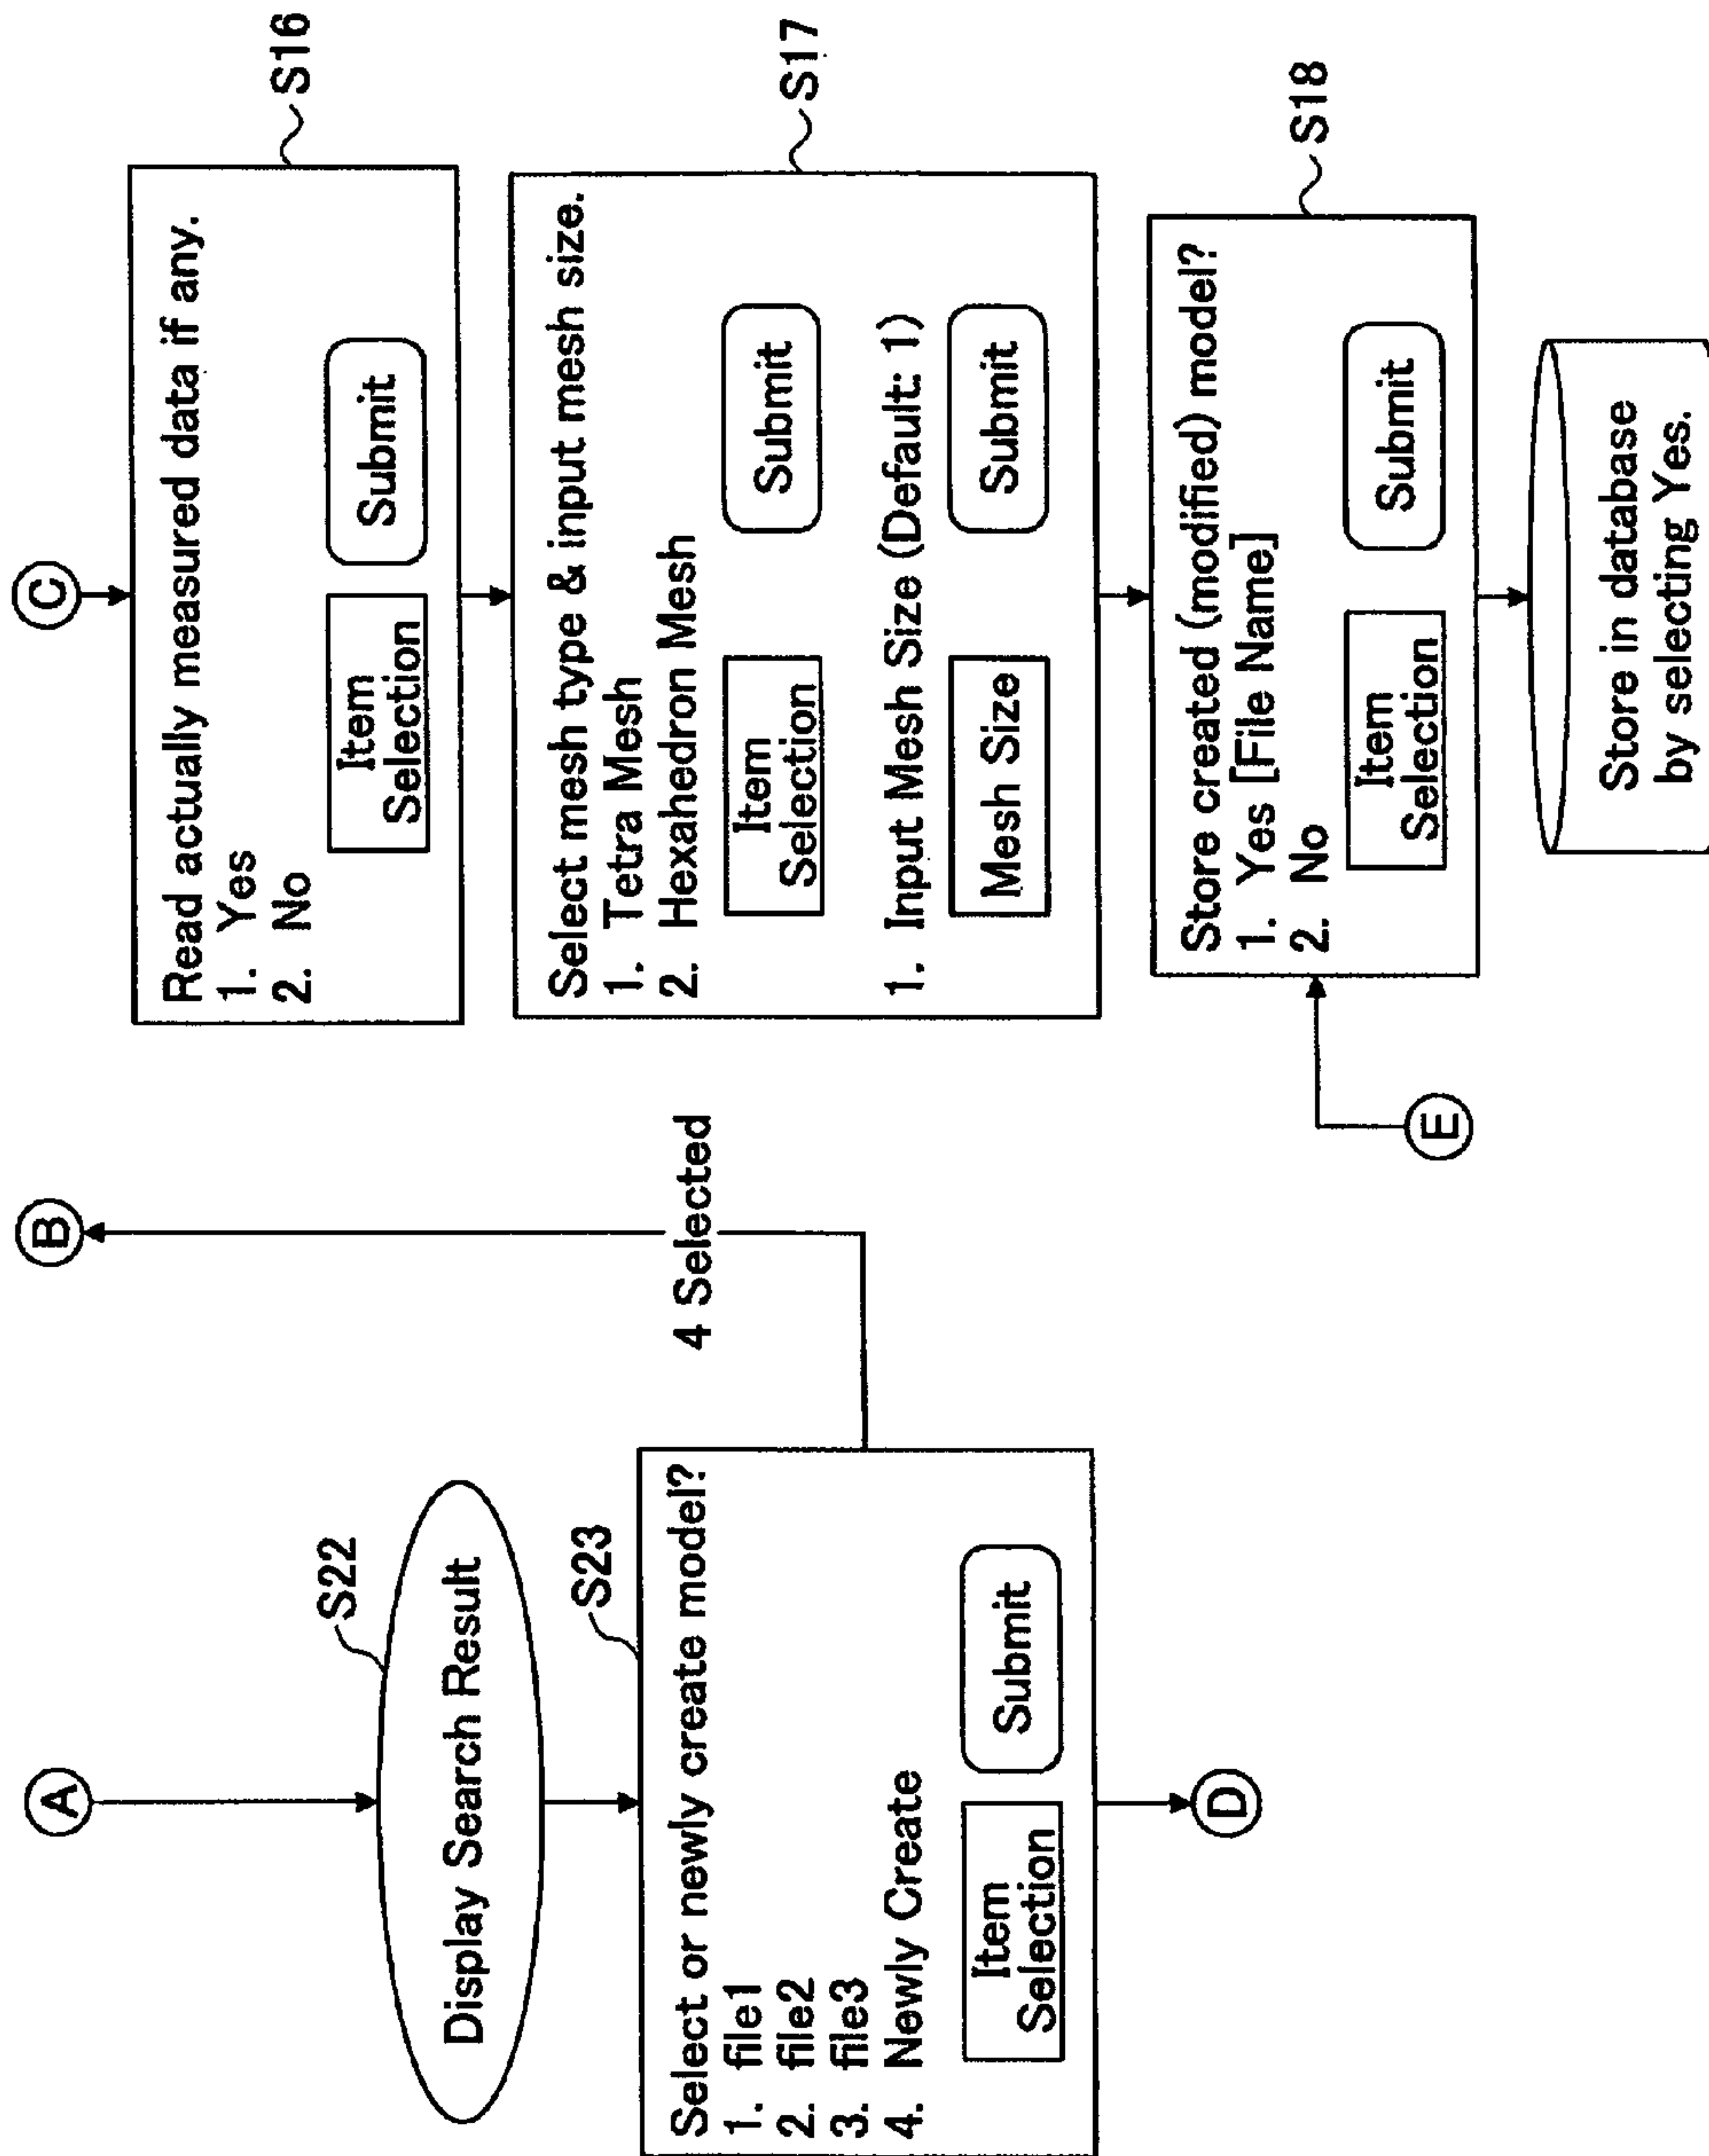 A
S22
Display Search Result
S23
Select or newly create model?
1. file1
2. file2
3. file3
4. Newly Create
Item
Selection
Submit
D
B
4 Selected
C
S16
Read actually measured data if any.
1. Yes
2. No
Item
Selection
Submit
S17
Select mesh type & input mesh size.
1. Tetra Mesh
2. Hexahedron Mesh
Item
Selection
Submit
1. Input Mesh Size (Default: 1)
Mesh Size
Submit
S18
Store created (modified) model?
1. Yes [File Name]
2. No
Item
Selection
Submit
E
Store in database
by selecting Yes.